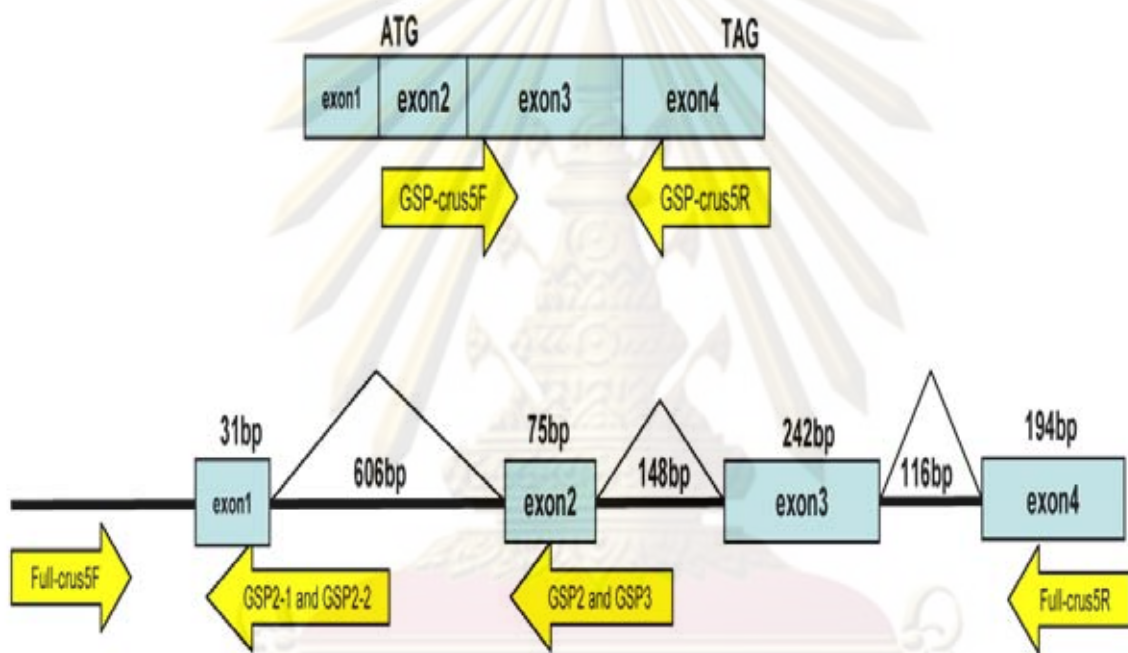 ATG TAG
exon1 exon2 exon3 exon4
GSP-crus5F GSP-crus5R
31bp 75bp 242bp 194bp
606bp 148bp 116bp
exon1 exon2 exon3 exon4
Full-crus5F GSP2-1 and GSP2-2 GSP2 and GSP3 Full-crus5R